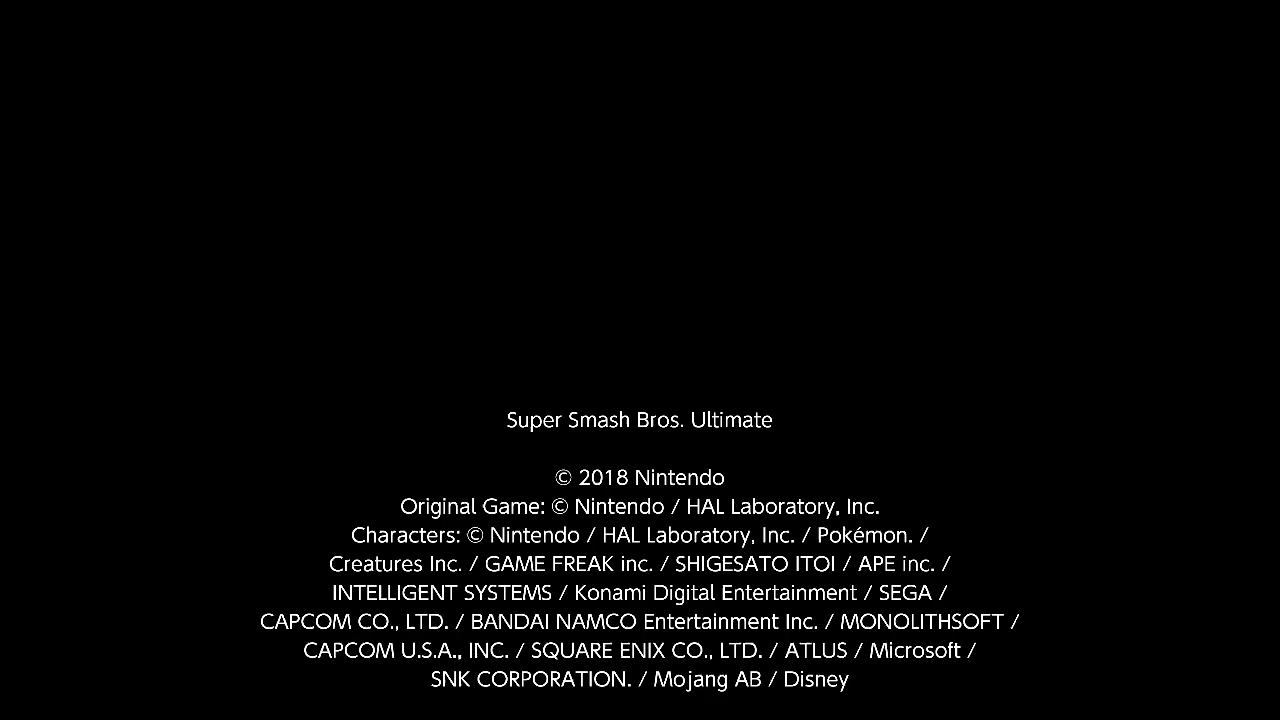 Super Smash Bros. Ultimate
© 2018 Nintendo
Original Game: © Nintendo / HAL Laboratory, Inc.
Characters: © Nintendo / HAL Laboratory, Inc. / Pokémon. /
Creatures Inc. / GAME FREAK inc. / SHIGESATO ITOI / APE inc. /
INTELLIGENT SYSTEMS / Konami Digital Entertainment / SEGA /
CAPCOM CO., LTD. / BANDAI NAMCO Entertainment Inc. / MONOLITHSOFT /
CAPCOM U.S.A., INC. / SQUARE ENIX CO., LTD. / ATLUS / Microsoft /
SNK CORPORATION. / Mojang AB / Disney